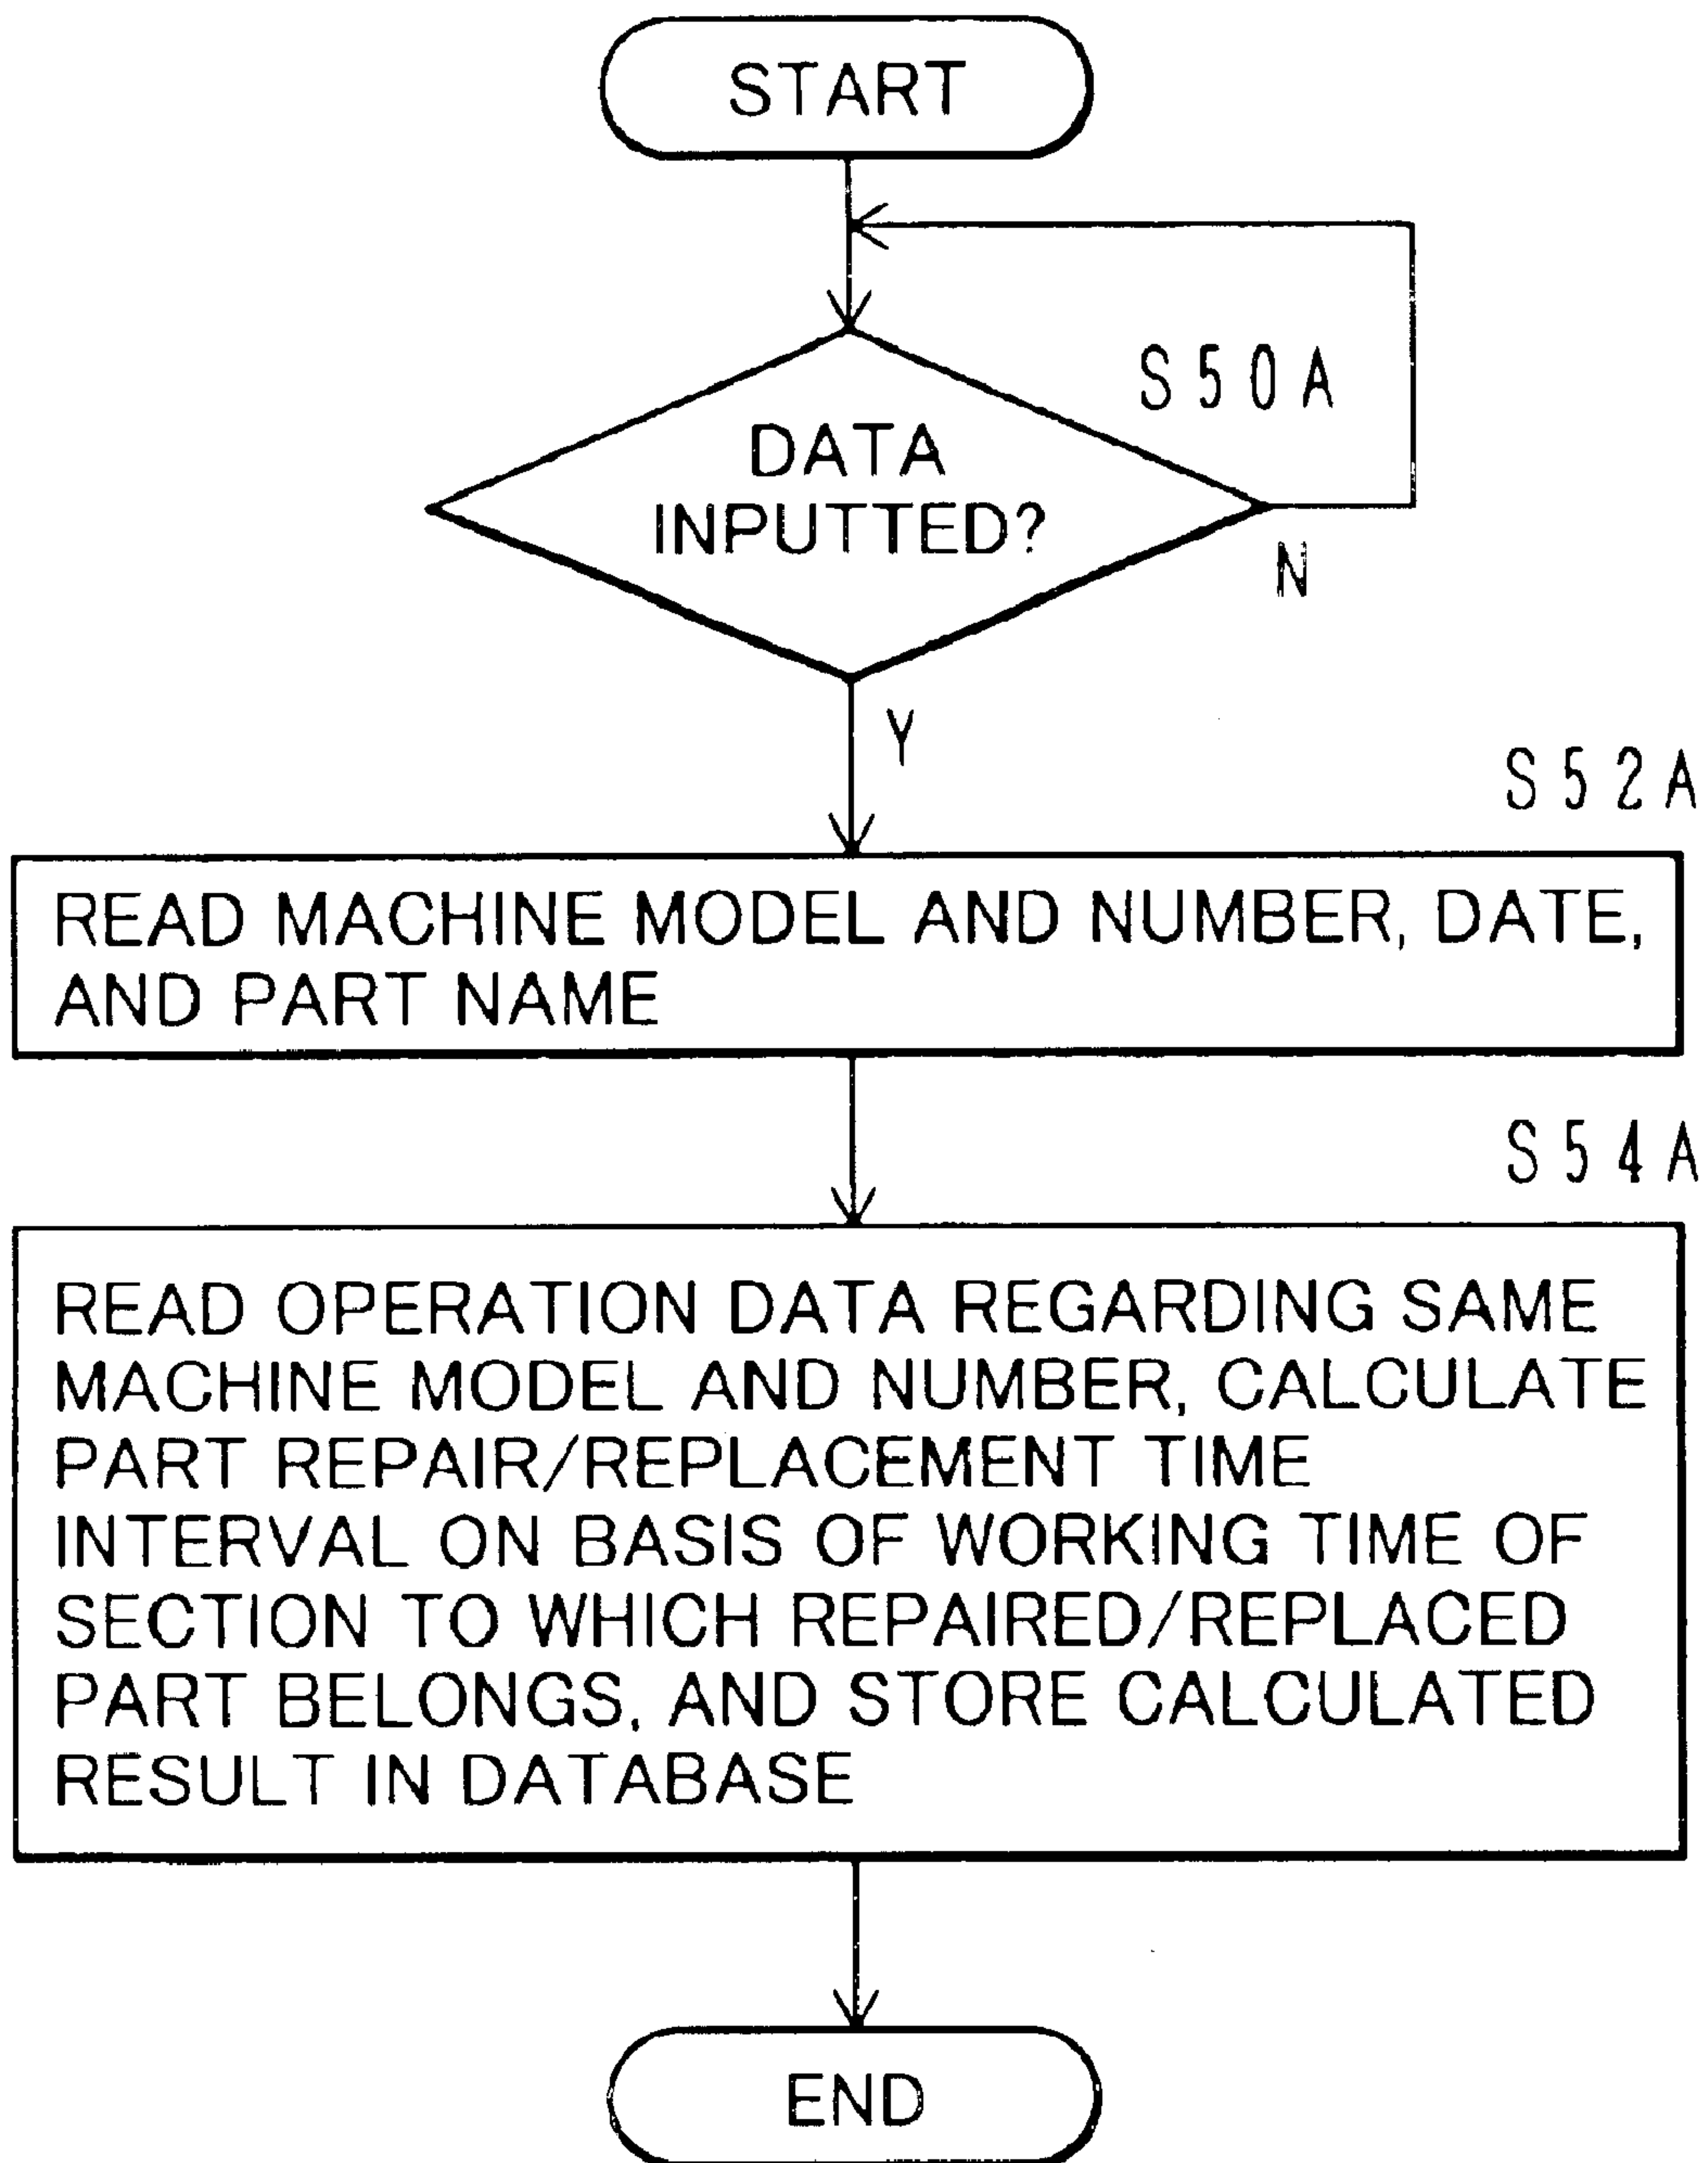 START
S50A
DATA
INPUTTED?
N
Y
S52A
READ MACHINE MODEL AND NUMBER, DATE,
AND PART NAME
S54A
READ OPERATION DATA REGARDING SAME
MACHINE MODEL AND NUMBER, CALCULATE
PART REPAIR/REPLACEMENT TIME
INTERVAL ON BASIS OF WORKING TIME OF
SECTION TO WHICH REPAIRED/REPLACED
PART BELONGS, AND STORE CALCULATED
RESULT IN DATABASE
END